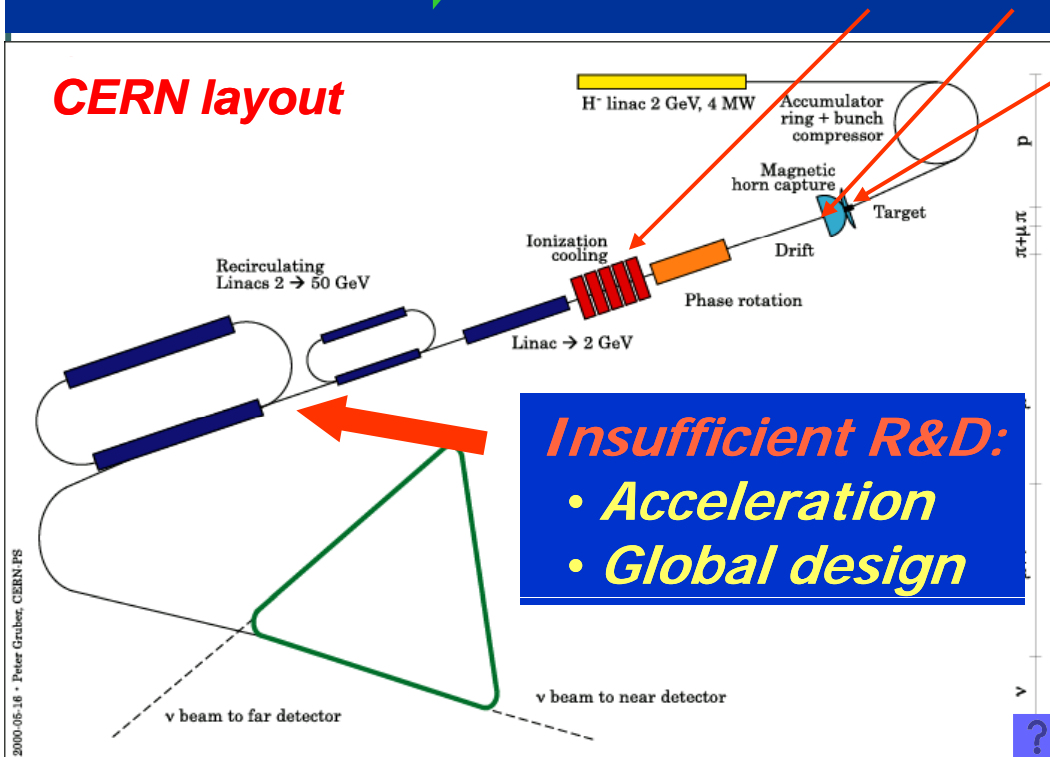 CERN layout
H⁻ linac 2 GeV, 4 MW
Accumulator
ring + bunch
compressor
p
Magnetic
horn capture
Target
π+μ+π
Drift
Ionization
cooling
Recirculating
Linacs 2 → 50 GeV
Phase rotation
Linac → 2 GeV
Insufficient R&D:
• Acceleration
• Global design
ν beam to far detector
ν beam to near detector
ν
2000-05-16 • Peter Gruber, CERN-PS
?